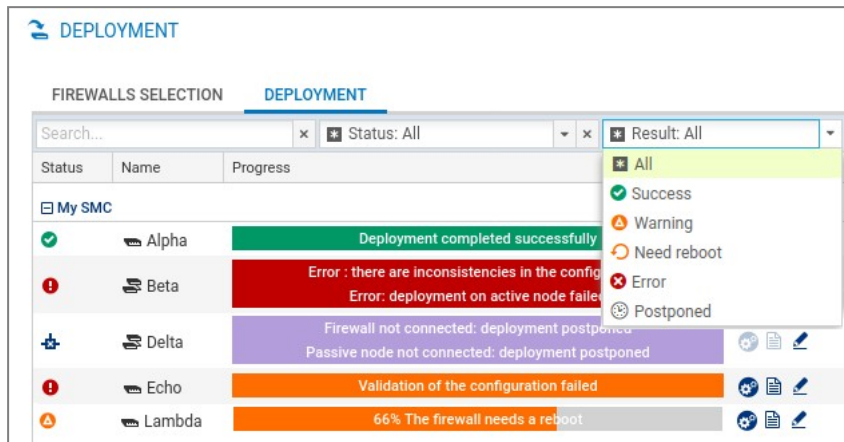 DEPLOYMENT
FIREWALLS SELECTION DEPLOYMENT
Search... Status: All Result: All
Status Name Progress
All
Success
Warning
Need reboot
Error
Postponed
My SMC
Alpha Deployment completed successfully
Beta Error : there are inconsistencies in the config
Error: deployment on active node failed
Delta Firewall not connected: deployment postponed
Passive node not connected: deployment postponed
Echo Validation of the configuration failed
Lambda 66% The firewall needs a reboot